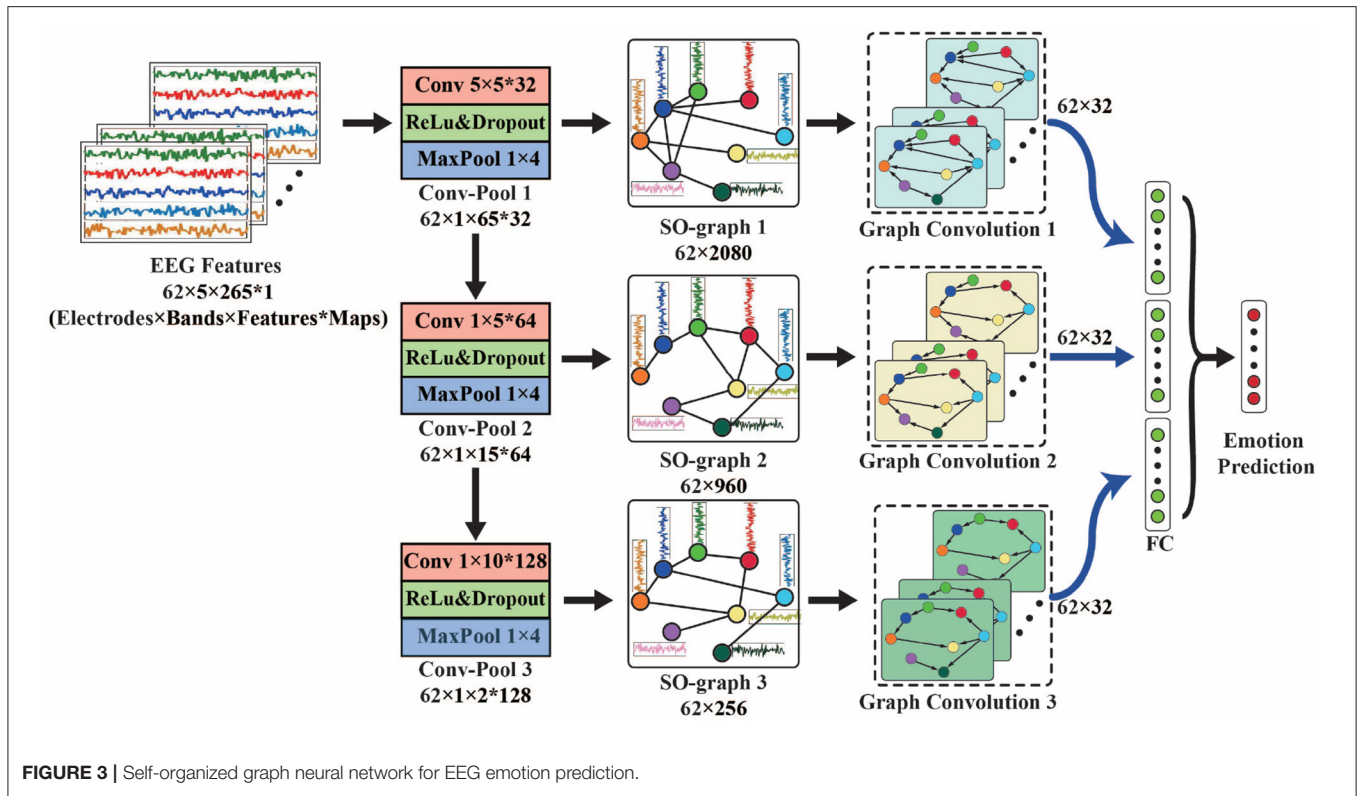 Conv 5×5*32
ReLu&Dropout
MaxPool 1×4
Conv-Pool 1
62×1×65*32
EEG Features
62×5×265*1
(Electrodes×Bands×Features*Maps)
SO-graph 1
62×2080
Graph Convolution 1
62×32
Conv 1×5*64
ReLu&Dropout
MaxPool 1×4
Conv-Pool 2
62×1×15*64
SO-graph 2
62×960
Graph Convolution 2
62×32
Conv 1×10*128
ReLu&Dropout
MaxPool 1×4
Conv-Pool 3
62×1×2*128
SO-graph 3
62×256
Graph Convolution 3
62×32
FC
Emotion
Prediction
FIGURE 3 | Self-organized graph neural network for EEG emotion prediction.